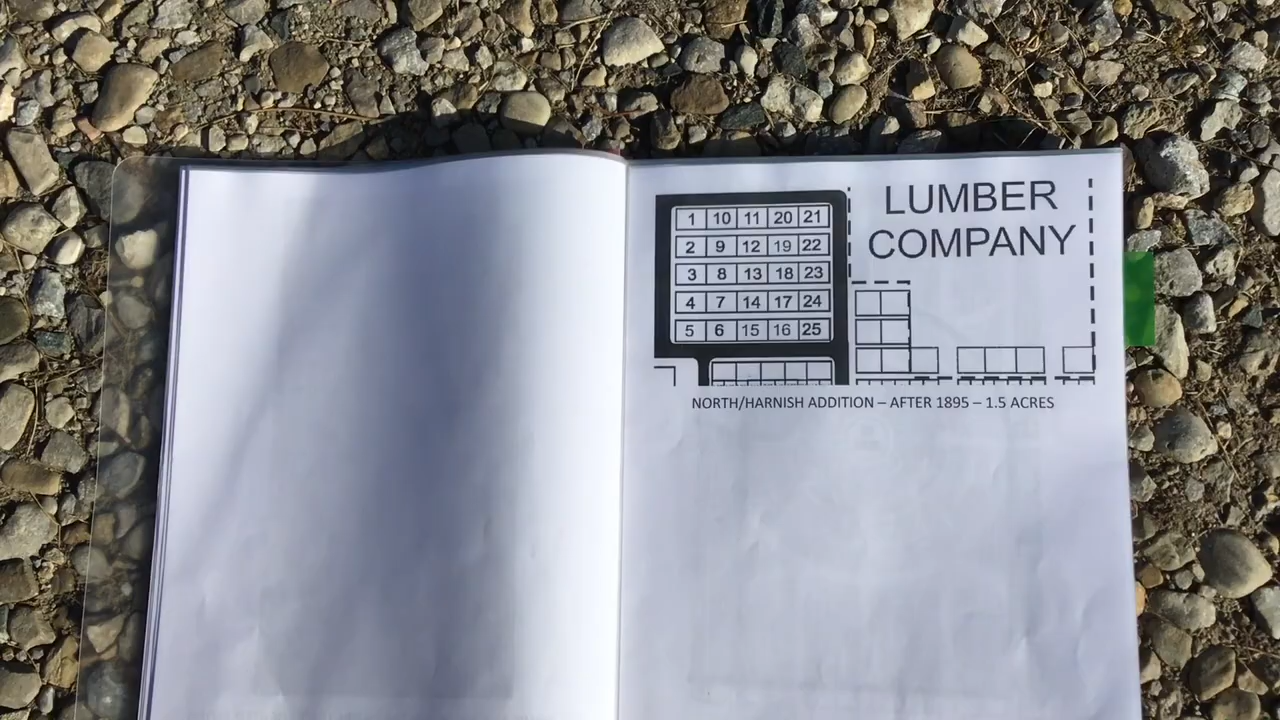 1 10 11 20 21
2 9 12 19 22
3 8 13 18 23
4 7 14 17 24
5 6 15 16 25
LUMBER
COMPANY
NORTH/HARNISH ADDITION – AFTER 1895 – 1.5 ACRES